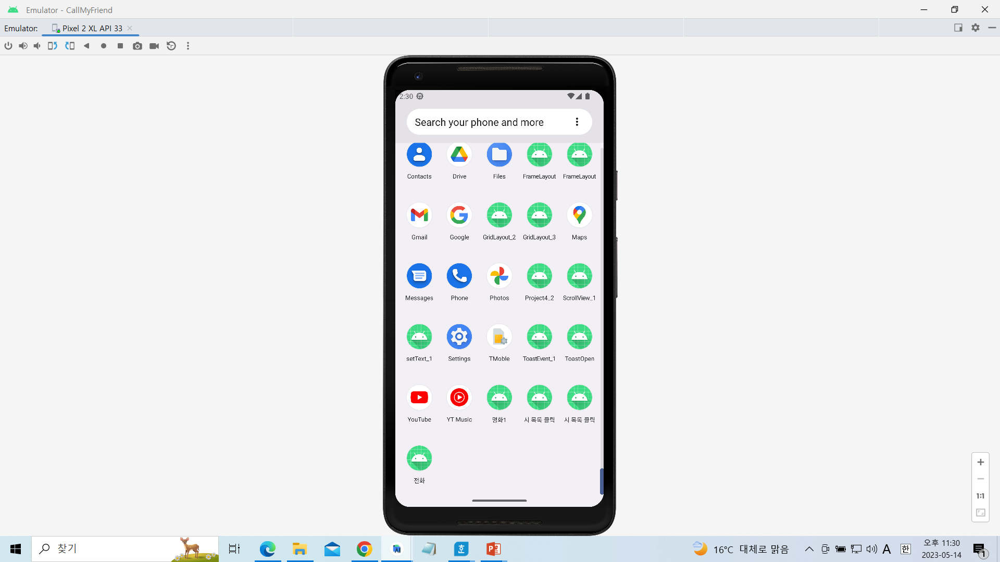 Emulator - CallMyFriend
Emulator: Pixel 2 XL API 33
2:30
Search your phone and more
Contacts Drive Files FrameLayout FrameLayout
Gmail Google GridLayout_2 GridLayout_3 Maps
Messages Phone Photos Project4_2 ScrollView_1
setText_1 Settings TMoble ToastEvent_1 ToastOpen
YouTube YT Music 명화1 시 목록 클릭 시 목록 클릭
전화
1:1
찾기
16°C 대체로 맑음
A 한
오후 11:30
2023-05-14
1